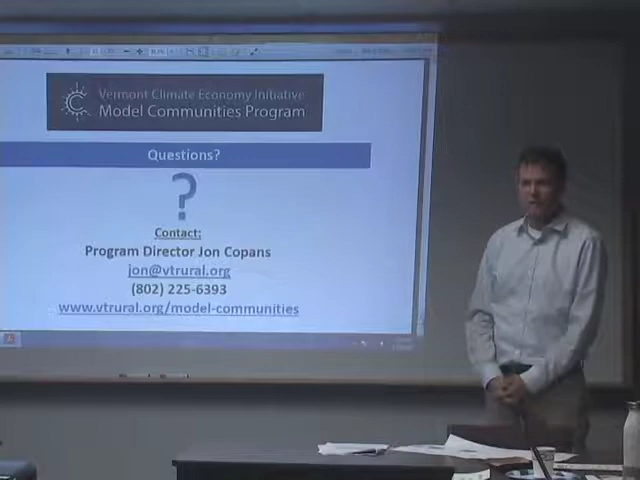 Vermont Climate Economy Initiative
Model Communities Program
Questions?
?
Contact:
Program Director Jon Copans
jon@vtrural.org
(802) 225-6393
www.vtrural.org/model-communities